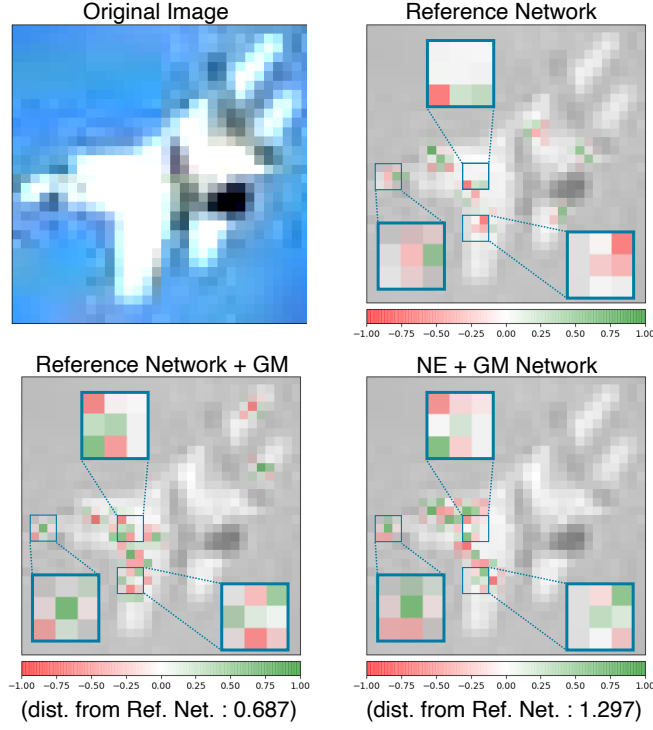 Original Image
Reference Network
−1.00 −0.75 −0.50 −0.25 0.00 0.25 0.50 0.75 1.00
Reference Network + GM
NE + GM Network
−1.00 −0.75 −0.50 −0.25 0.00 0.25 0.50 0.75 1.00
−1.00 −0.75 −0.50 −0.25 0.00 0.25 0.50 0.75 1.00
(dist. from Ref. Net. : 0.687)
(dist. from Ref. Net. : 1.297)